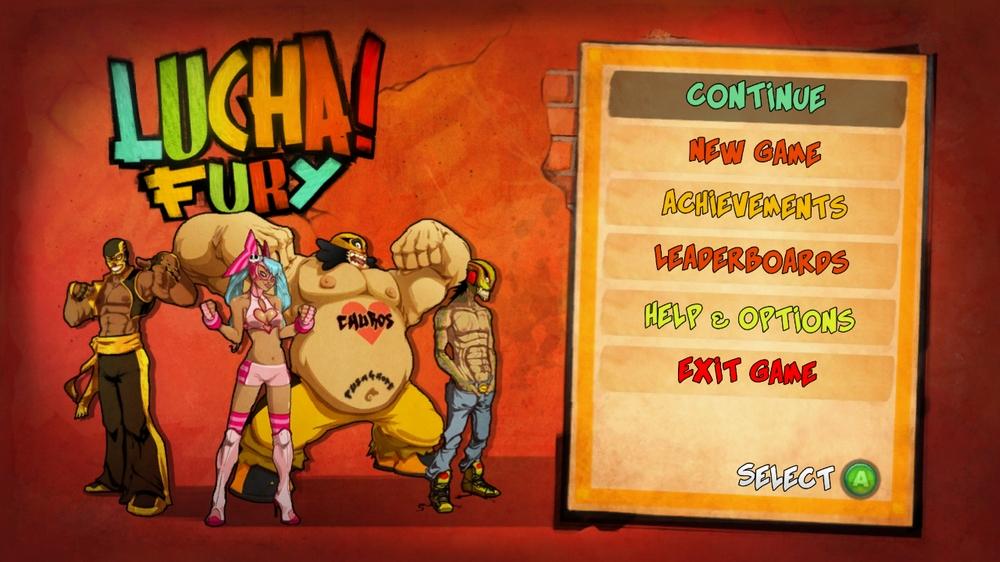 LUCHA!
FURY
CHUROS
CONTINUE
NEW GAME
ACHIEVEMENTS
LEADERBOARDS
HELP & OPTIONS
EXIT GAME
SELECT A